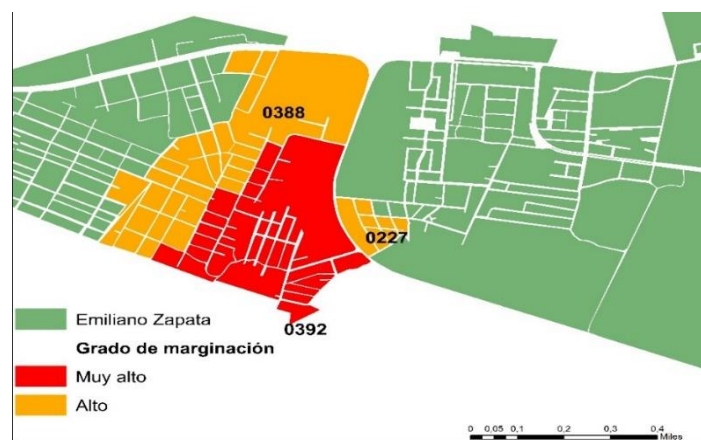 0388
0227
0392
Emiliano Zapata
Grado de marginación
Muy alto
Alto
0 0,05 0,1 0,2 0,3 0,4
Miles